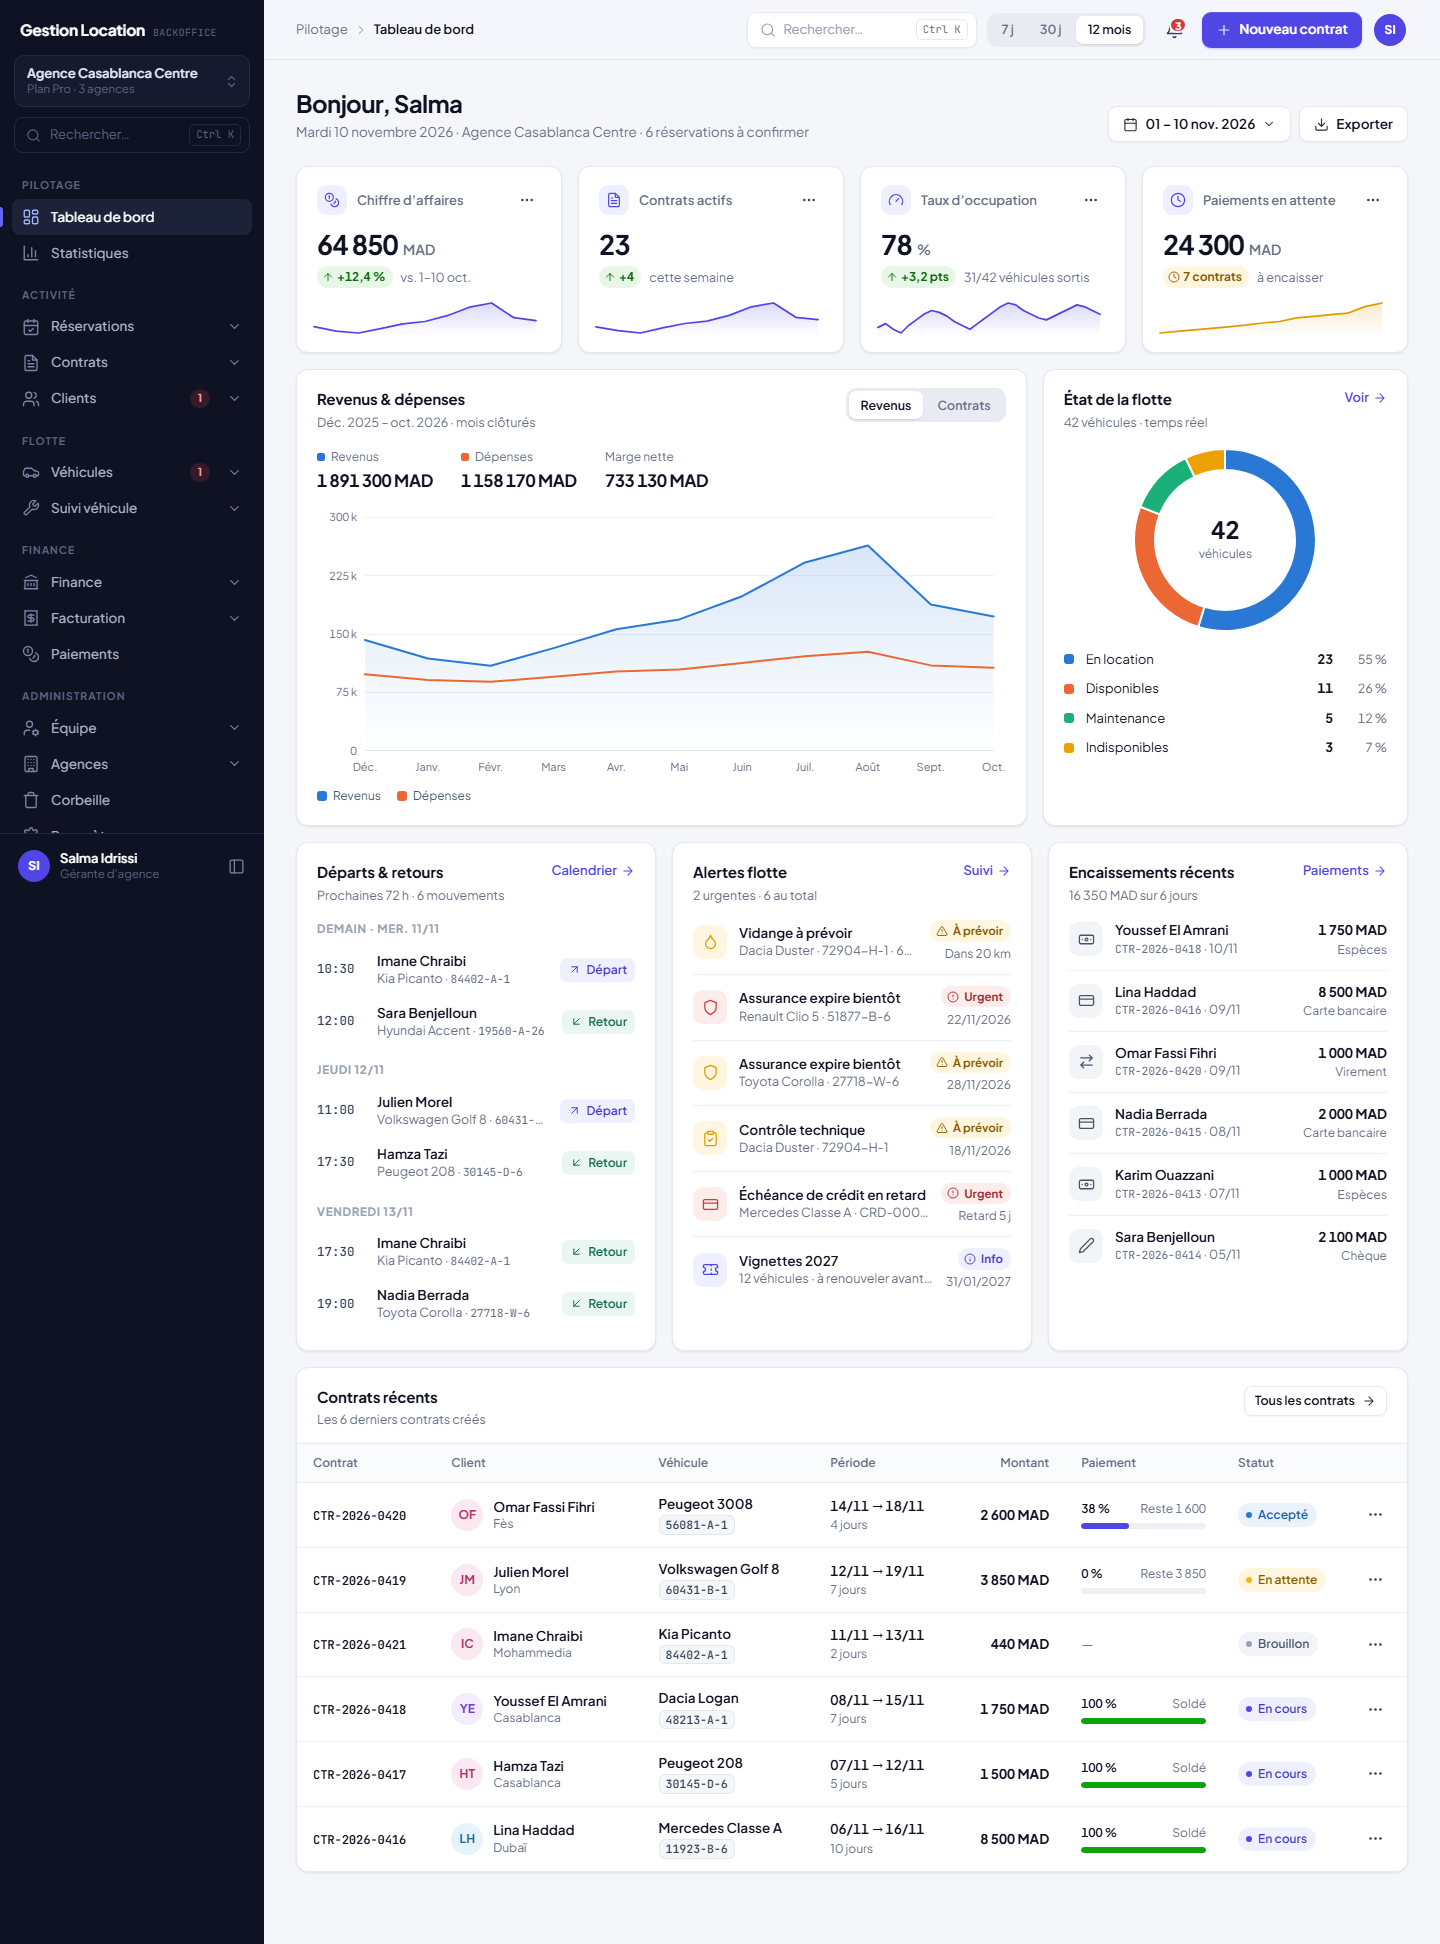 Gestion Location BACKOFFICE
Agence Casablanca Centre
Plan Pro · 3 agences
Rechercher... Ctrl K
PILOTAGE
Tableau de bord
Statistiques
ACTIVITÉ
Réservations
Contrats
Clients 1
FLOTTE
Véhicules 1
Suivi véhicule
FINANCE
Finance
Facturation
Paiements
ADMINISTRATION
Équipe
Agences
Corbeille
SI Salma Idrissi
Gérante d'agence
Pilotage > Tableau de bord
Rechercher... Ctrl K
7 j 30 j 12 mois
3
+ Nouveau contrat
SI
Bonjour, Salma
Mardi 10 novembre 2026 · Agence Casablanca Centre · 6 réservations à confirmer
01 – 10 nov. 2026
Exporter
Chiffre d’affaires
64 850 MAD
+12,4 % vs. 1–10 oct.
Contrats actifs
23
+4 cette semaine
Taux d’occupation
78 %
+3,2 pts 31/42 véhicules sortis
Paiements en attente
24 300 MAD
7 contrats à encaisser
Revenus & dépenses
Déc. 2025 – oct. 2026 · mois clôturés
Revenus Contrats
Revenus
1 891 300 MAD
Dépenses
1 158 170 MAD
Marge nette
733 130 MAD
300 k
225 k
150 k
75 k
0
Déc. Janv. Févr. Mars Avr. Mai Juin Juil. Août Sept. Oct.
Revenus Dépenses
État de la flotte
Voir →
42 véhicules · temps réel
42
véhicules
En location 23 55 %
Disponibles 11 26 %
Maintenance 5 12 %
Indisponibles 3 7 %
Départs & retours
Calendrier →
Prochaines 72 h · 6 mouvements
DEMAIN · MER. 11/11
10:30 Imane Chraibi Départ
Kia Picanto · 84402-A-1
12:00 Sara Benjelloun Retour
Hyundai Accent · 19560-A-26
JEUDI 12/11
11:00 Julien Morel Départ
Volkswagen Golf 8 · 60431-...
17:30 Hamza Tazi Retour
Peugeot 208 · 30145-D-6
VENDREDI 13/11
17:30 Imane Chraibi Retour
Kia Picanto · 84402-A-1
19:00 Nadia Berrada Retour
Toyota Corolla · 27718-W-6
Alertes flotte
Suivi →
2 urgentes · 6 au total
Vidange à prévoir À prévoir
Dacia Duster · 72904-H-1 · 6... Dans 20 km
Assurance expire bientôt Urgent
Renault Clio 5 · 51877-B-6 22/11/2026
Assurance expire bientôt À prévoir
Toyota Corolla · 27718-W-6 28/11/2026
Contrôle technique À prévoir
Dacia Duster · 72904-H-1 18/11/2026
Échéance de crédit en retard Urgent
Mercedes Classe A · CRD-000... Retard 5 j
Vignettes 2027 Info
12 véhicules · à renouveler avant... 31/01/2027
Encaissements récents
Paiements →
16 350 MAD sur 6 jours
Youssef El Amrani 1 750 MAD
CTR-2026-0418 · 10/11 Espèces
Lina Haddad 8 500 MAD
CTR-2026-0416 · 09/11 Carte bancaire
Omar Fassi Fihri 1 000 MAD
CTR-2026-0420 · 09/11 Virement
Nadia Berrada 2 000 MAD
CTR-2026-0415 · 08/11 Carte bancaire
Karim Ouazzani 1 000 MAD
CTR-2026-0413 · 07/11 Espèces
Sara Benjelloun 2 100 MAD
CTR-2026-0414 · 05/11 Chèque
Contrats récents
Les 6 derniers contrats créés
Tous les contrats →
Contrat Client Véhicule Période Montant Paiement Statut
CTR-2026-0420 OF Omar Fassi Fihri Peugeot 3008 14/11 → 18/11 2 600 MAD 38 % Reste 1 600 Accepté
Fès 56081-A-1 4 jours
CTR-2026-0419 JM Julien Morel Volkswagen Golf 8 12/11 → 19/11 3 850 MAD 0 % Reste 3 850 En attente
Lyon 60431-B-1 7 jours
CTR-2026-0421 IC Imane Chraibi Kia Picanto 11/11 → 13/11 440 MAD — Brouillon
Mohammedia 84402-A-1 2 jours
CTR-2026-0418 YE Youssef El Amrani Dacia Logan 08/11 → 15/11 1 750 MAD 100 % Soldé En cours
Casablanca 48213-A-1 7 jours
CTR-2026-0417 HT Hamza Tazi Peugeot 208 07/11 → 12/11 1 500 MAD 100 % Soldé En cours
Casablanca 30145-D-6 5 jours
CTR-2026-0416 LH Lina Haddad Mercedes Classe A 06/11 → 16/11 8 500 MAD 100 % Soldé En cours
Dubaï 11923-B-6 10 jours